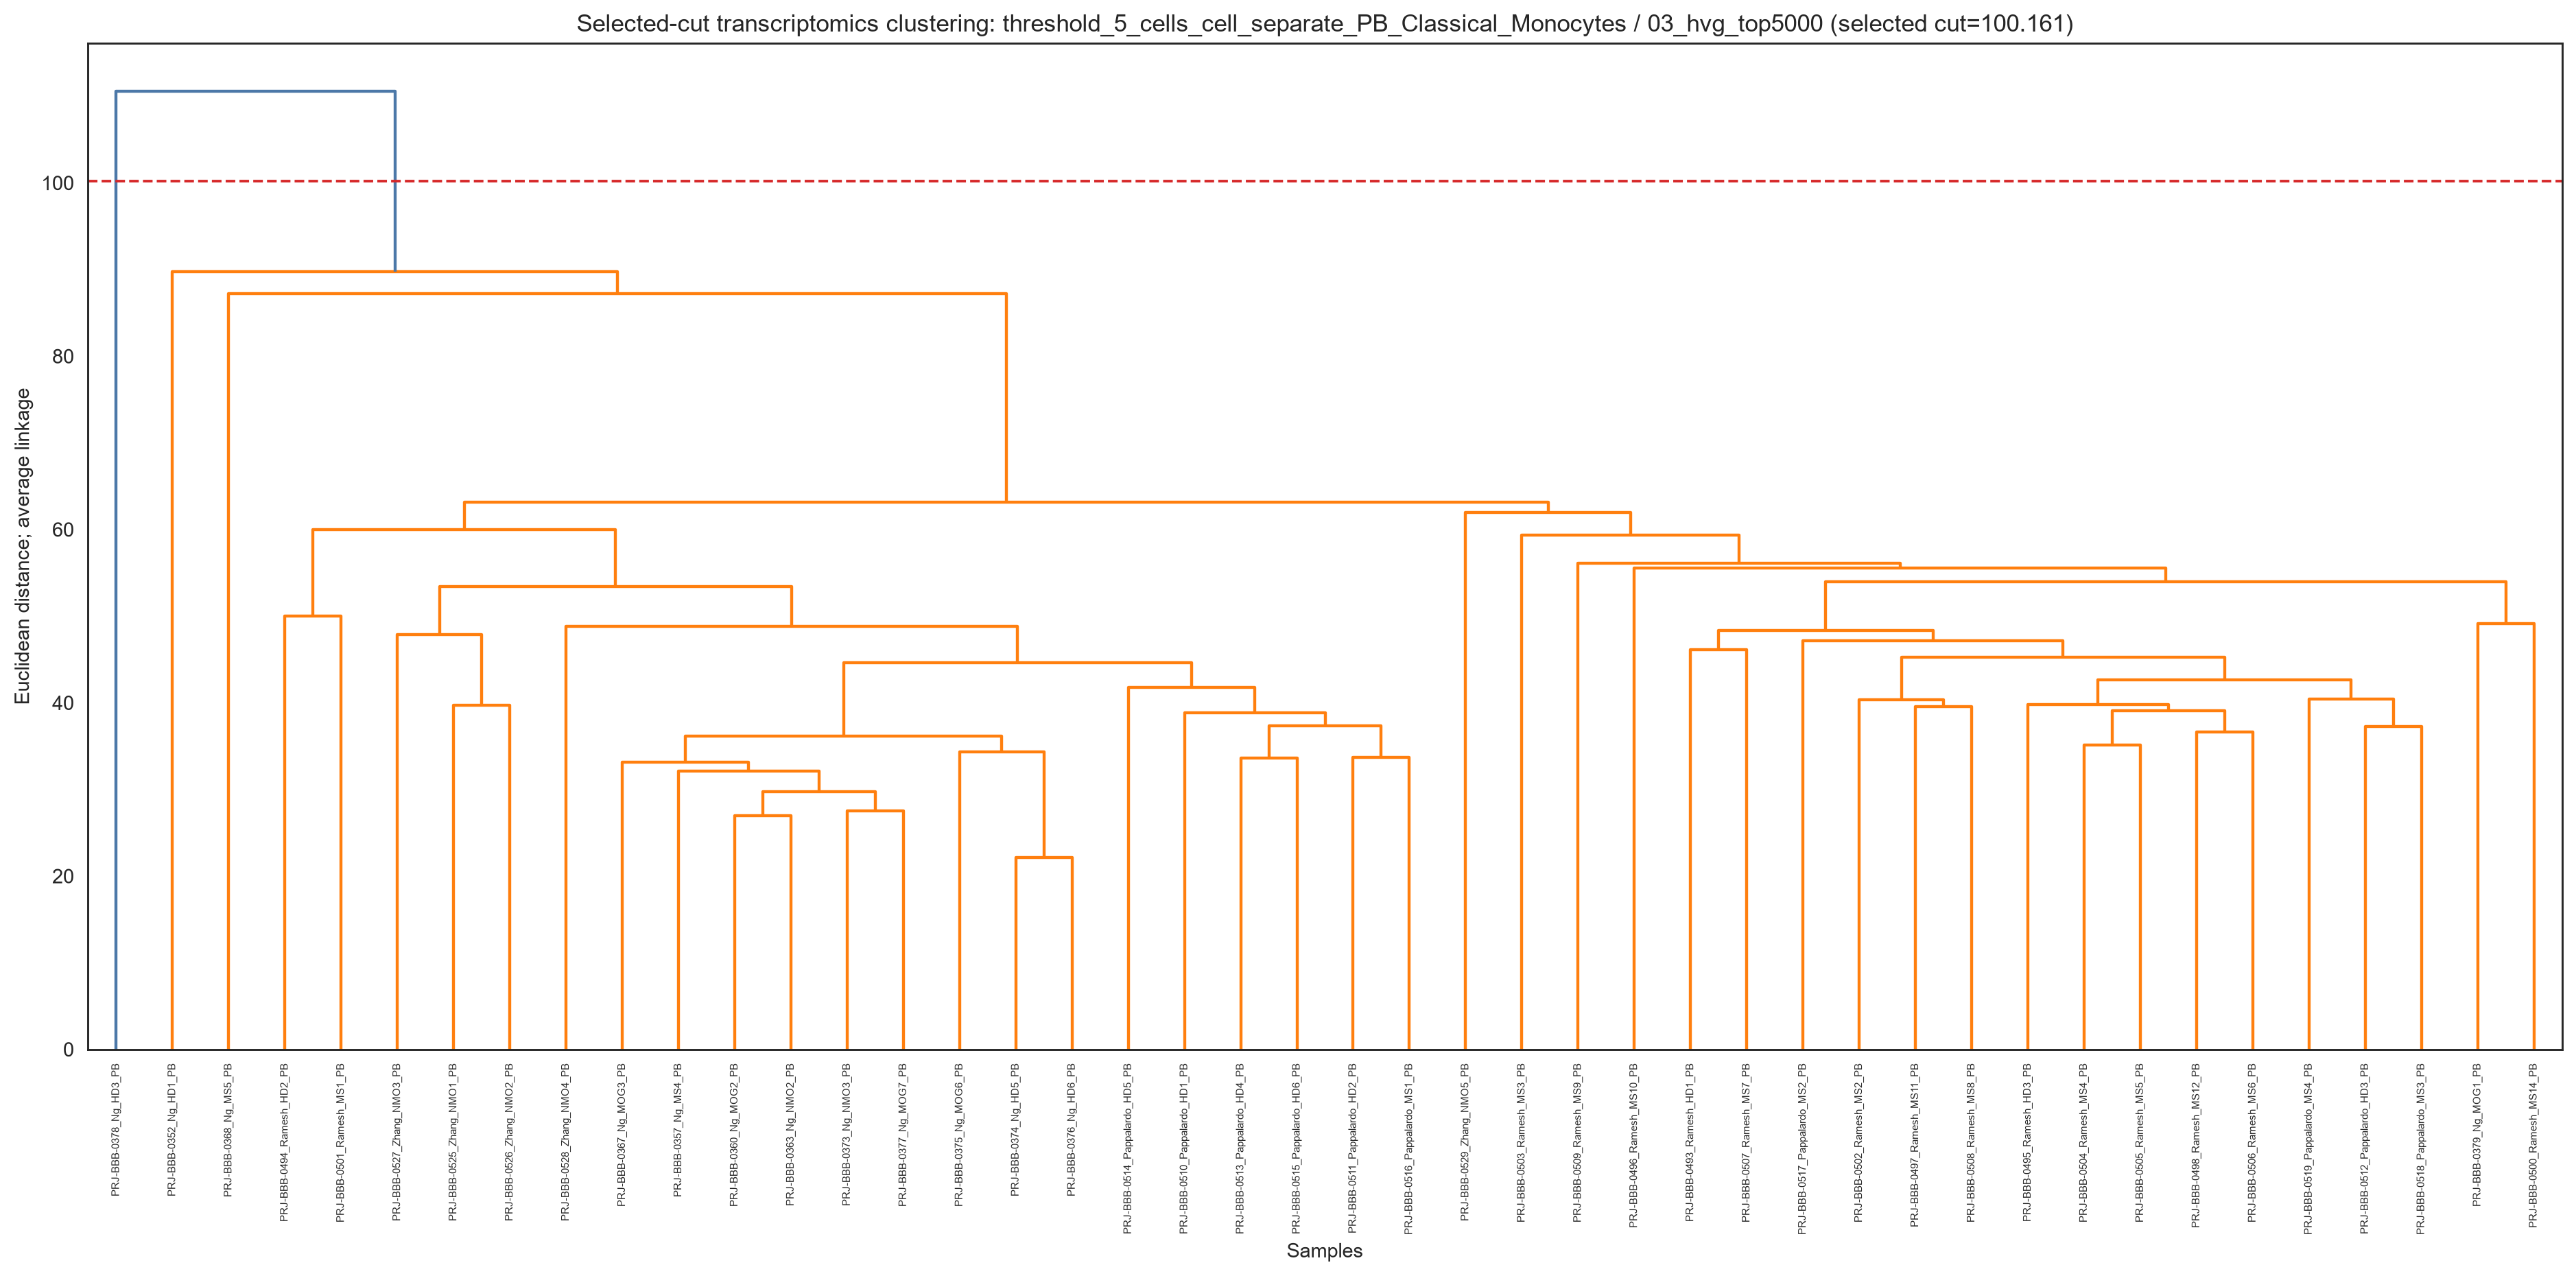 Selected-cut transcriptomics clustering: threshold_5_cells_cell_separate_PB_Classical_Monocytes / 03_hvg_top5000 (selected cut=100.161)
Euclidean distance; average linkage
100
80
60
40
20
0
PRJ-BBB-0378_Ng_HD3_PB
PRJ-BBB-0352_Ng_HD1_PB
PRJ-BBB-0368_Ng_MS5_PB
PRJ-BBB-0494_Ramesh_HD2_PB
PRJ-BBB-0501_Ramesh_MS1_PB
PRJ-BBB-0527_Zhang_NMO3_PB
PRJ-BBB-0525_Zhang_NMO1_PB
PRJ-BBB-0526_Zhang_NMO2_PB
PRJ-BBB-0528_Zhang_NMO4_PB
PRJ-BBB-0367_Ng_MOG3_PB
PRJ-BBB-0357_Ng_MS4_PB
PRJ-BBB-0360_Ng_MOG2_PB
PRJ-BBB-0363_Ng_NMO2_PB
PRJ-BBB-0373_Ng_NMO3_PB
PRJ-BBB-0377_Ng_MOG7_PB
PRJ-BBB-0375_Ng_MOG6_PB
PRJ-BBB-0374_Ng_HD5_PB
PRJ-BBB-0376_Ng_HD6_PB
PRJ-BBB-0514_Pappalardo_HD5_PB
PRJ-BBB-0510_Pappalardo_HD1_PB
PRJ-BBB-0513_Pappalardo_HD4_PB
PRJ-BBB-0515_Pappalardo_HD6_PB
PRJ-BBB-0511_Pappalardo_HD2_PB
PRJ-BBB-0516_Pappalardo_MS1_PB
PRJ-BBB-0529_Zhang_NMO5_PB
PRJ-BBB-0503_Ramesh_MS3_PB
PRJ-BBB-0509_Ramesh_MS9_PB
PRJ-BBB-0496_Ramesh_MS10_PB
PRJ-BBB-0493_Ramesh_HD1_PB
PRJ-BBB-0507_Ramesh_MS7_PB
PRJ-BBB-0517_Pappalardo_MS2_PB
PRJ-BBB-0502_Ramesh_MS2_PB
PRJ-BBB-0497_Ramesh_MS11_PB
PRJ-BBB-0508_Ramesh_MS8_PB
PRJ-BBB-0495_Ramesh_HD3_PB
PRJ-BBB-0504_Ramesh_MS4_PB
PRJ-BBB-0505_Ramesh_MS5_PB
PRJ-BBB-0498_Ramesh_MS12_PB
PRJ-BBB-0506_Ramesh_MS6_PB
PRJ-BBB-0519_Pappalardo_MS4_PB
PRJ-BBB-0512_Pappalardo_HD3_PB
PRJ-BBB-0518_Pappalardo_MS3_PB
PRJ-BBB-0379_Ng_MOG1_PB
PRJ-BBB-0500_Ramesh_MS14_PB
Samples